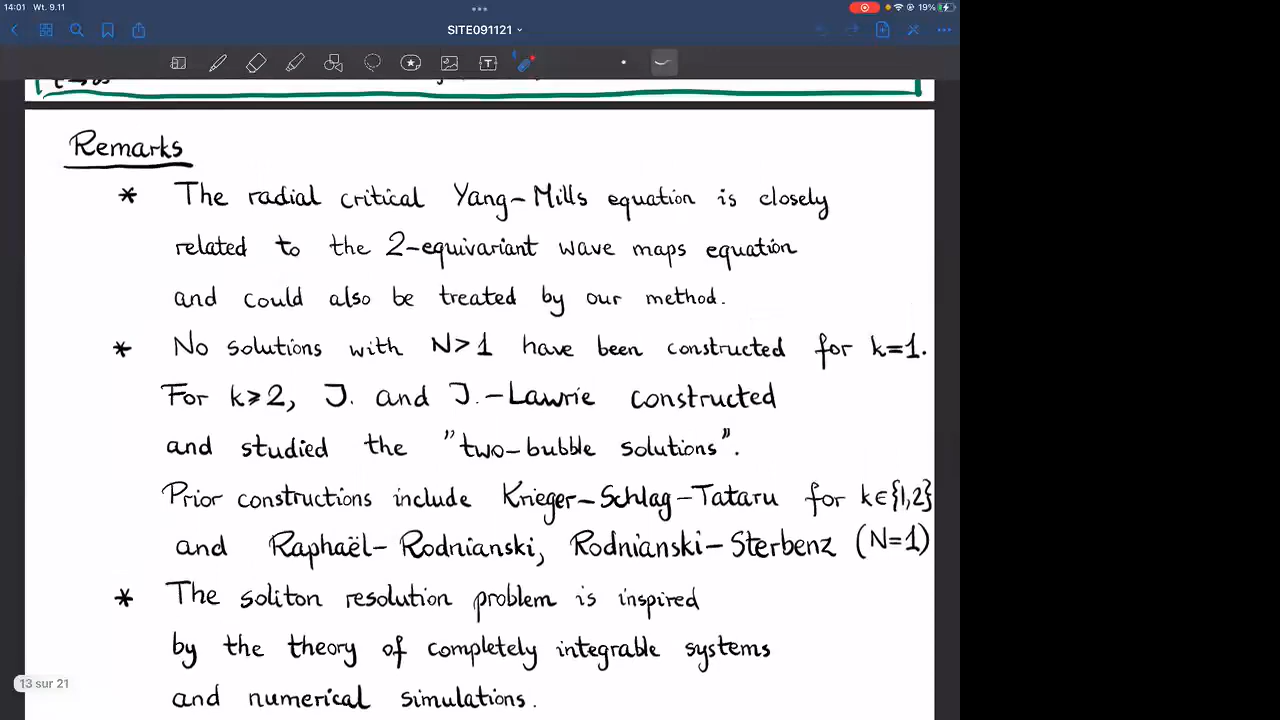 14:01 Wt. 9.11
19%
SITE091121
Remarks
* The radial critical Yang-Mills equation is closely
related to the 2-equivariant wave maps equation
and could also be treated by our method.
* No solutions with N>1 have been constructed for k=1.
For k⩾2, J. and J.-Lawrie constructed
and studied the "two-bubble solutions".
Prior constructions include Krieger-Schlag-Tataru for k∈{1,2}
and Raphaël-Rodnianski, Rodnianski-Sterbenz (N=1)
* The soliton resolution problem is inspired
by the theory of completely integrable systems
and numerical simulations.
13 sur 21